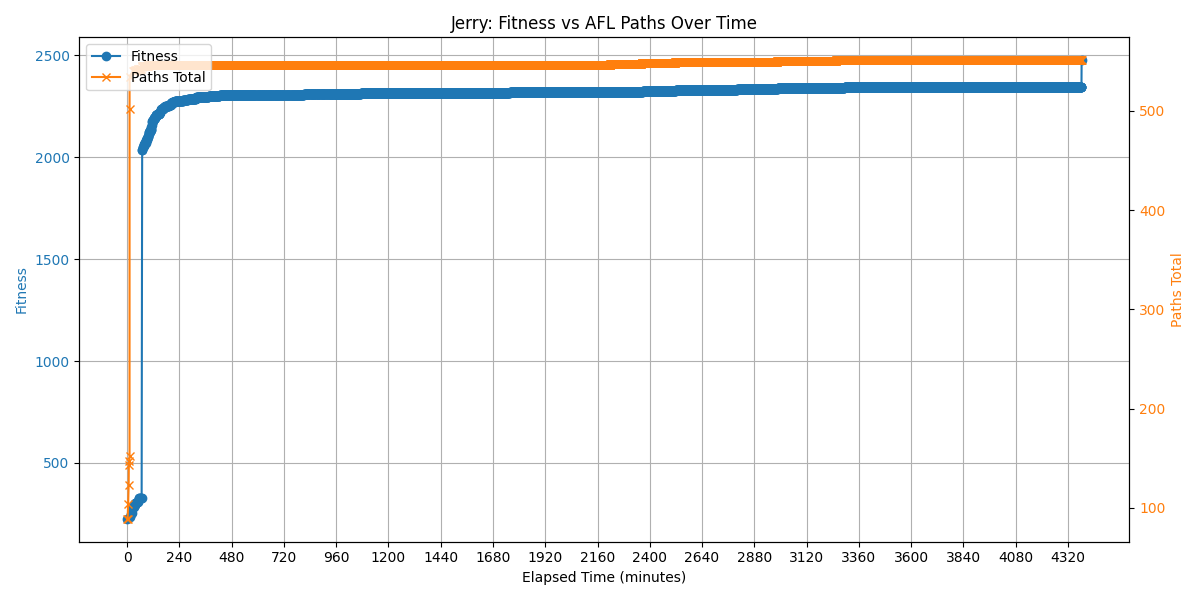 Jerry: Fitness vs AFL Paths Over Time
Fitness
Paths Total
2500
2000
1500
1000
500
Fitness
500
400
300
200
100
Paths Total
0 240 480 720 960 1200 1440 1680 1920 2160 2400 2640 2880 3120 3360 3600 3840 4080 4320
Elapsed Time (minutes)